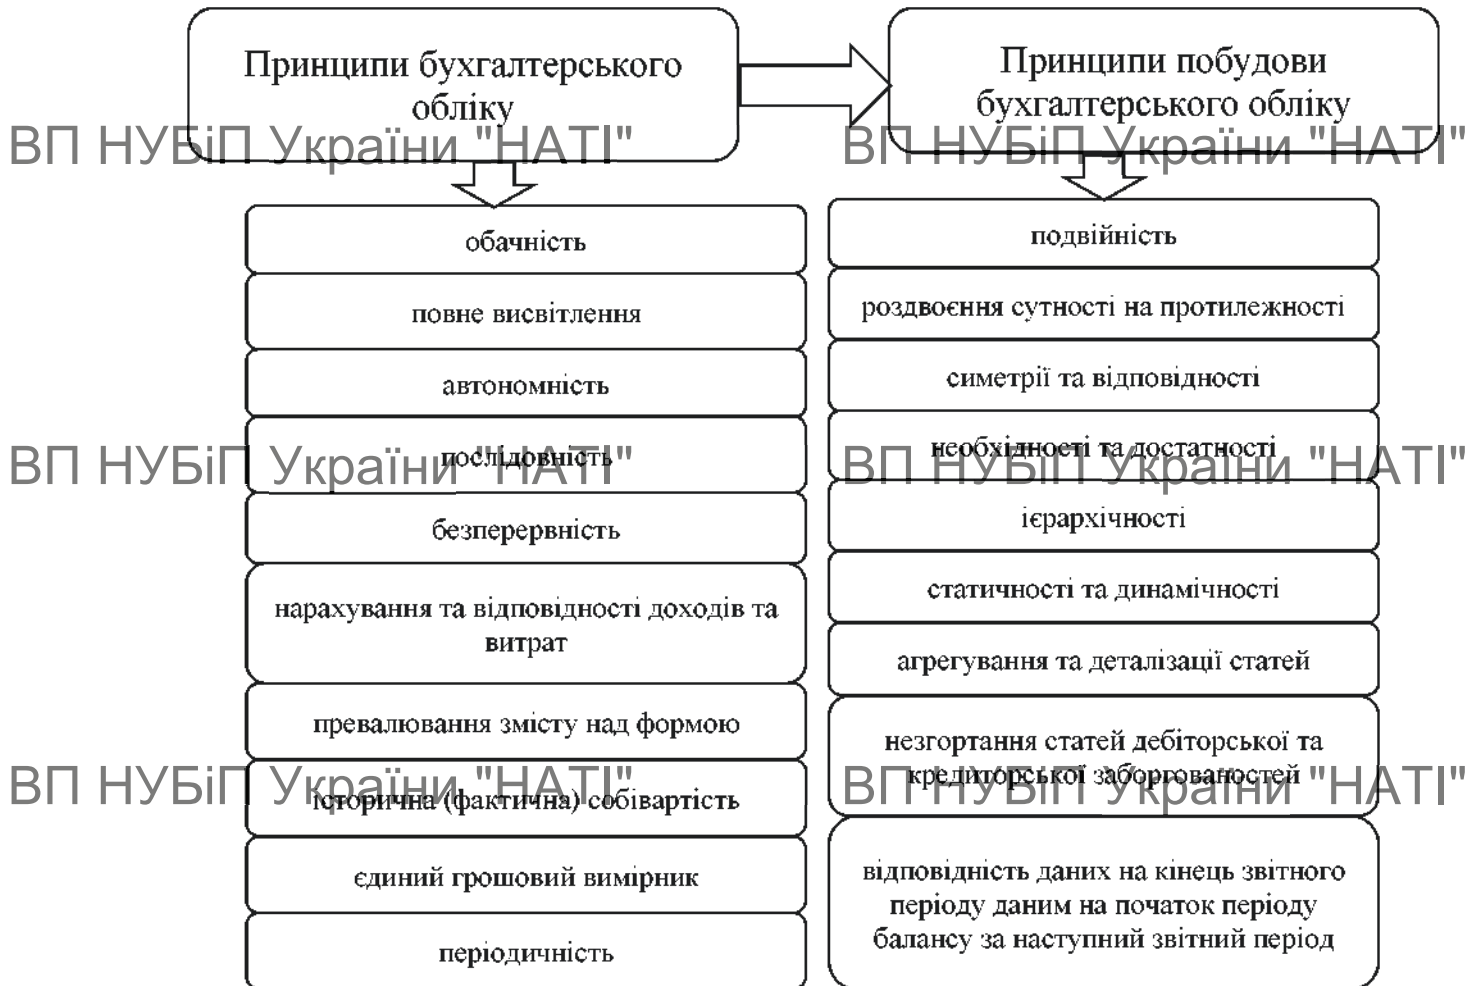 Принципи бухгалтерського
обліку
Принципи побудови
бухгалтерського обліку
ВП НУБіП України "НАТІ"
ВП НУБіП України "НАТІ"
обачність
повне висвітлення
автономність
послідовність
ВП НУБіП України "НАТІ"
безперервність
нарахування та відповідності доходів та
витрат
превалювання змісту над формою
історична (фактична) собівартість
ВП НУБіП України "НАТІ"
єдиний грошовий вимірник
періодичність
подвійність
роздвоєння сутності на протилежності
симетрії та відповідності
необхідності та достатності
ВП НУБіП України "НАТІ"
ієрархічності
статичності та динамічності
агрегування та деталізації статей
незгортання статей дебіторської та
кредиторської заборгованостей
ВП НУБіП України "НАТІ"
відповідність даних на кінець звітного
періоду даним на початок періоду
балансу за наступний звітний період